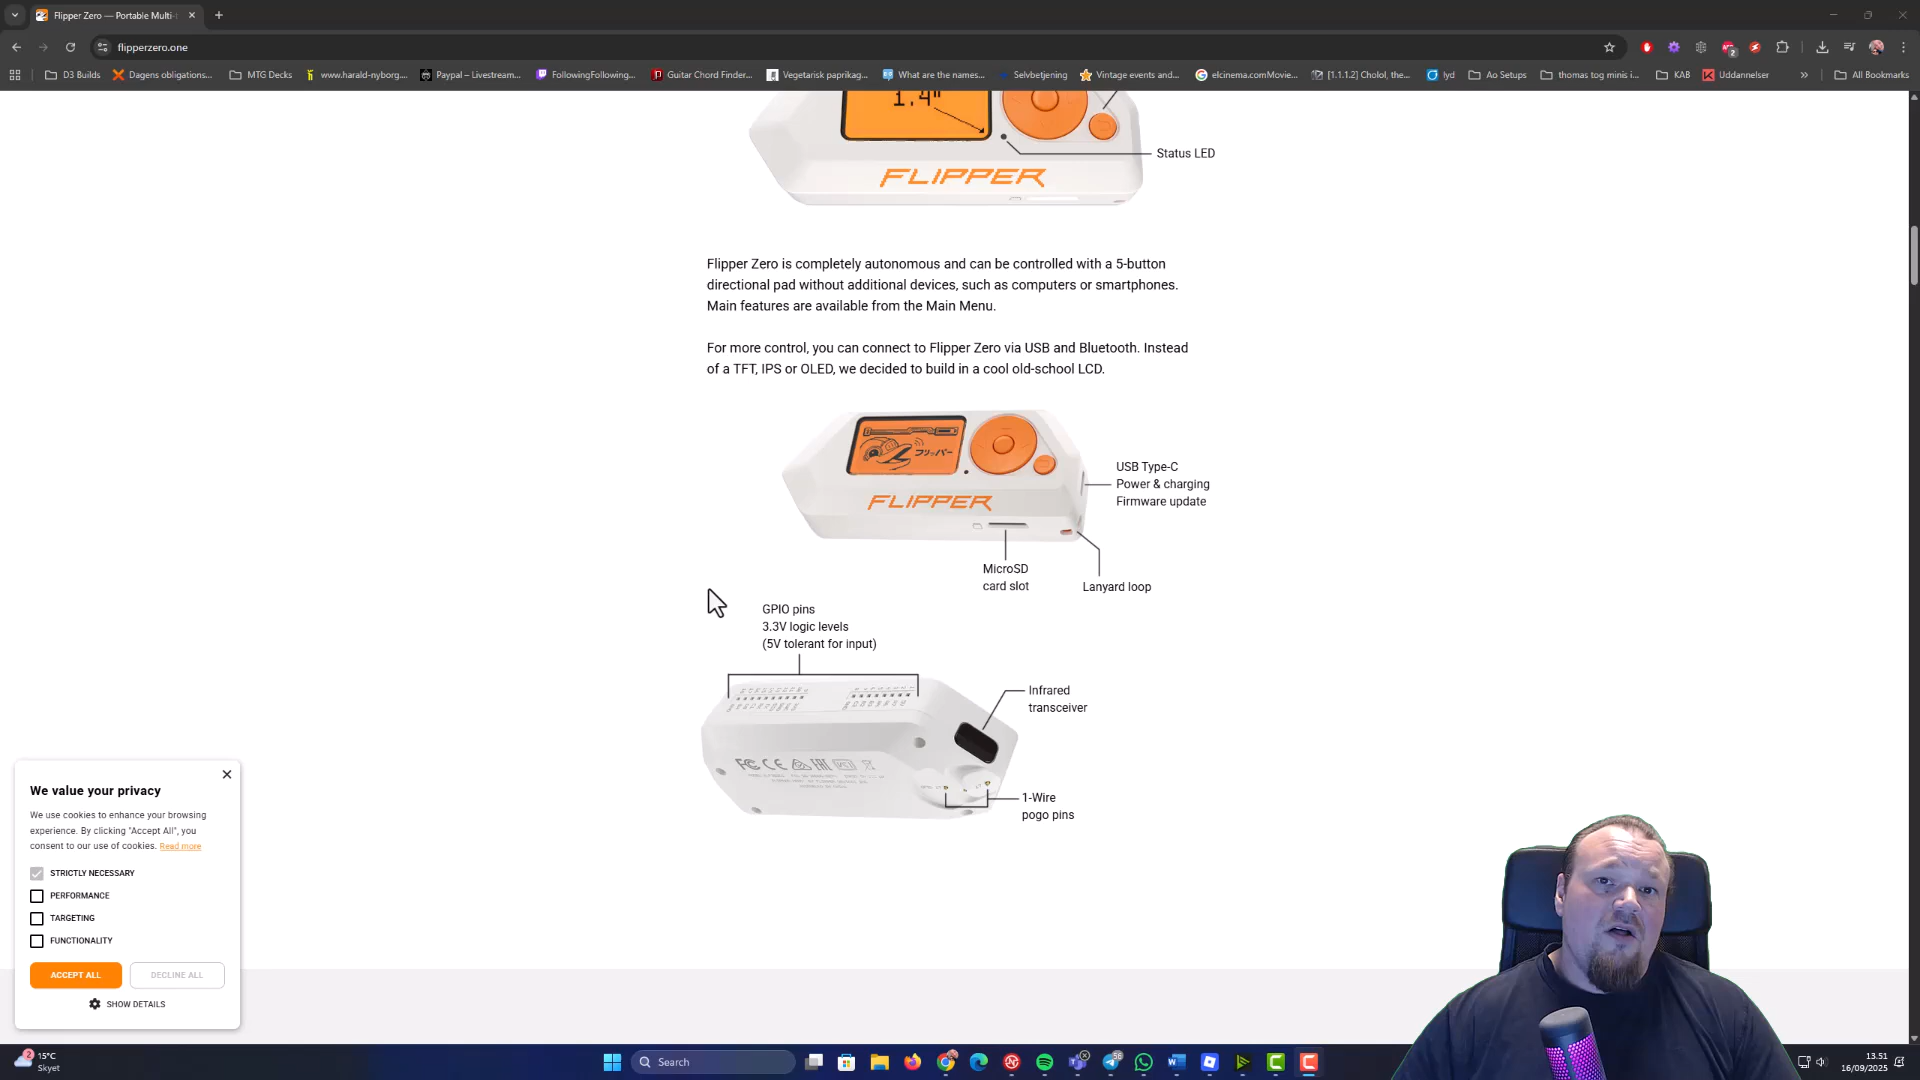 Flipper Zero — Portable Multi-
flipperzero.one
D3 Builds
Dagens obligations...
MTG Decks
www.harald-nyborg....
Paypal – Livestream...
FollowingFollowing...
Guitar Chord Finder...
Vegetarisk paprikag...
What are the names...
Selvbetjening
Vintage events and...
elcinema.comMovie...
[1.1.1.2] Cholol, the...
lyd
Ao Setups
thomas tog minis i...
KAB
Uddannelser
All Bookmarks
1.4"
Status LED
FLIPPER
Flipper Zero is completely autonomous and can be controlled with a 5-button
directional pad without additional devices, such as computers or smartphones.
Main features are available from the Main Menu.
For more control, you can connect to Flipper Zero via USB and Bluetooth. Instead
of a TFT, IPS or OLED, we decided to build in a cool old-school LCD.
フリッパー
FLIPPER
USB Type-C
Power & charging
Firmware update
MicroSD
card slot
Lanyard loop
GPIO pins
3.3V logic levels
(5V tolerant for input)
Infrared
transceiver
1-Wire
pogo pins
We value your privacy
We use cookies to enhance your browsing
experience. By clicking "Accept All", you
consent to our use of cookies. Read more
STRICTLY NECESSARY
PERFORMANCE
TARGETING
FUNCTIONALITY
ACCEPT ALL
DECLINE ALL
SHOW DETAILS
15°C
Skyet
Search
13.51
16/09/2025